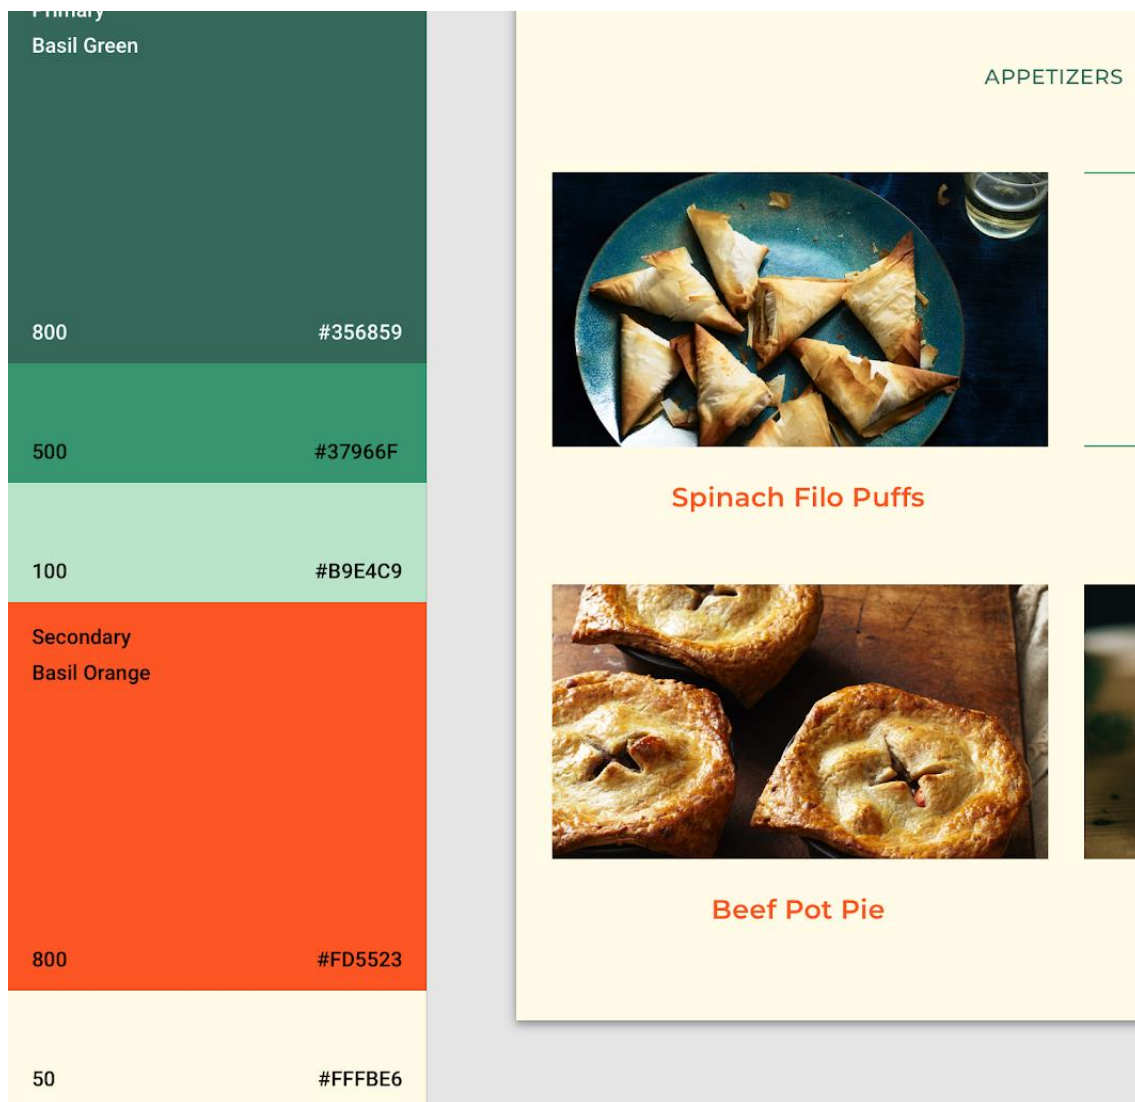 Primary
Basil Green
800 #356859
500 #37966F
100 #B9E4C9
Secondary
Basil Orange
800 #FD5523
50 #FFFBE6
APPETIZERS
Spinach Filo Puffs
Beef Pot Pie